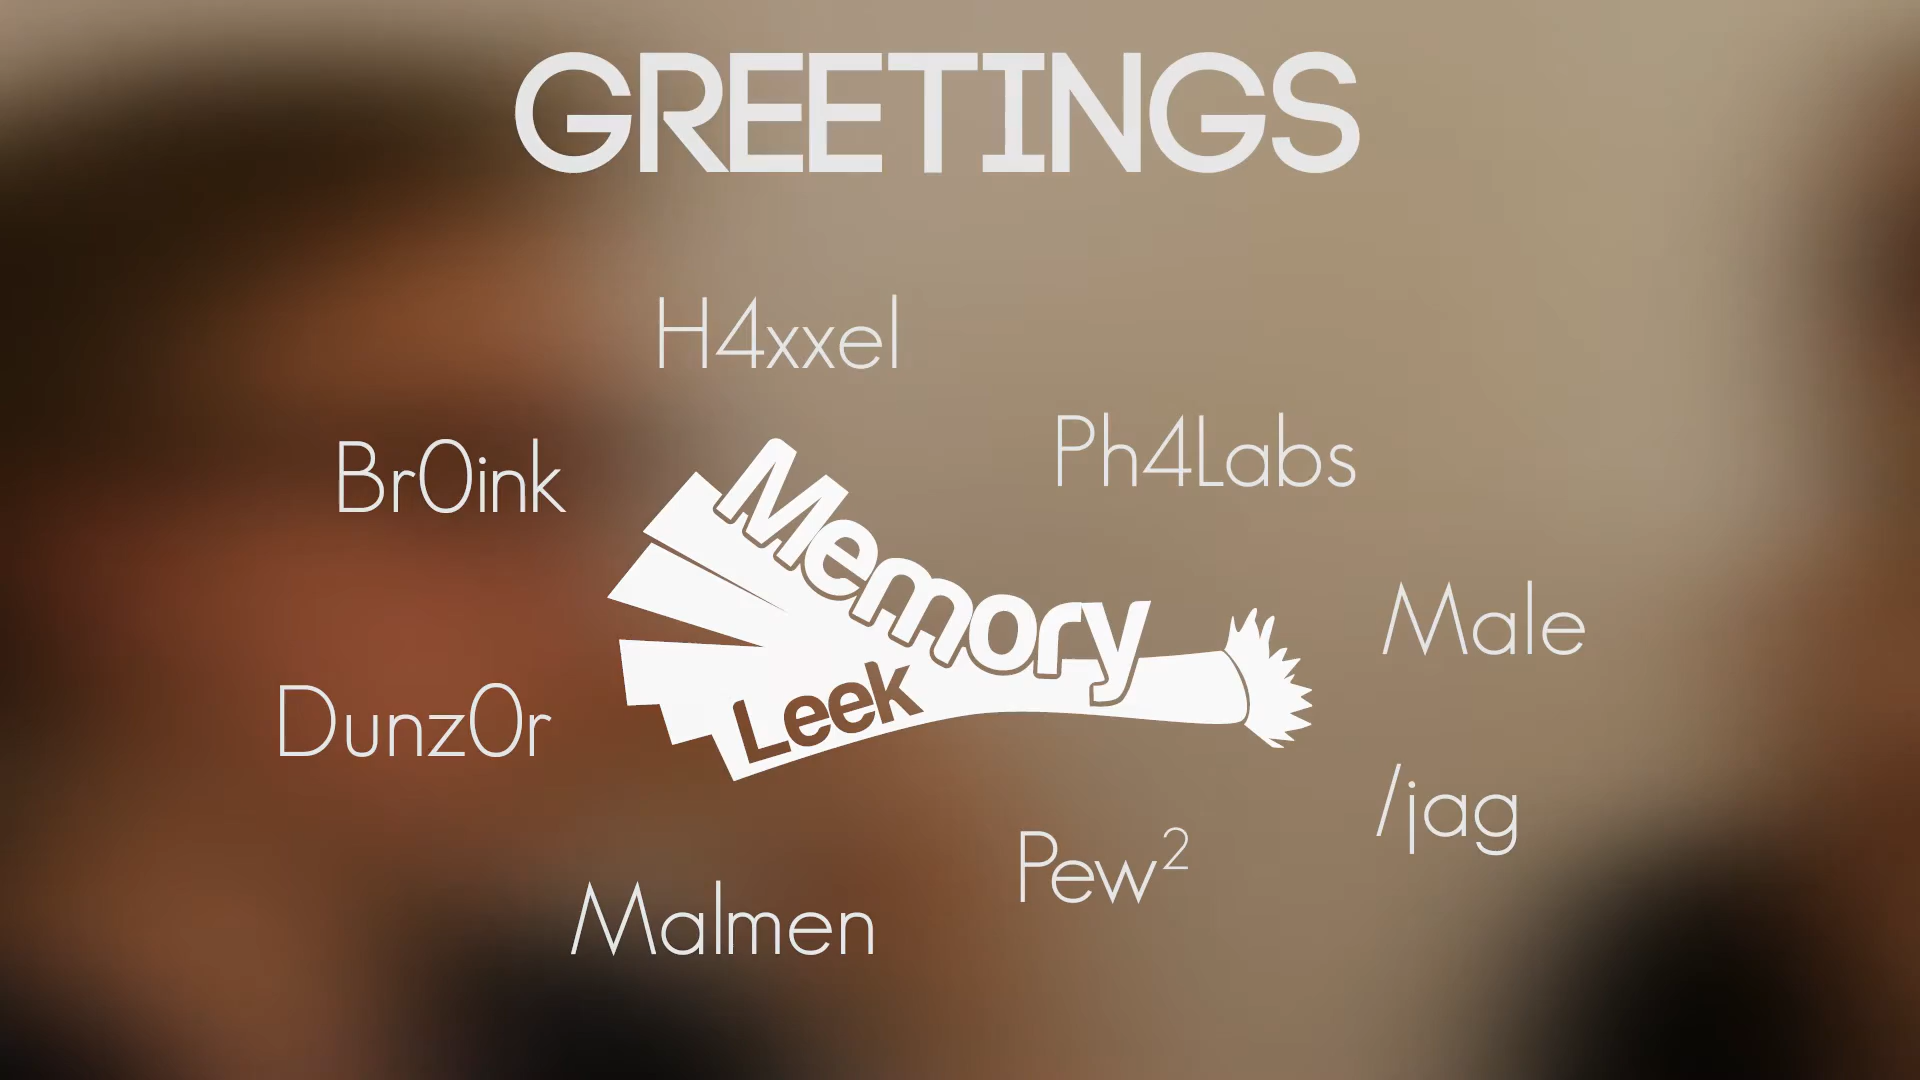 GREETINGS
H4xxel
Ph4Labs
Br0ink
Memory
Leek
Male
Dunz0r
/jag
Pew²
Malmen